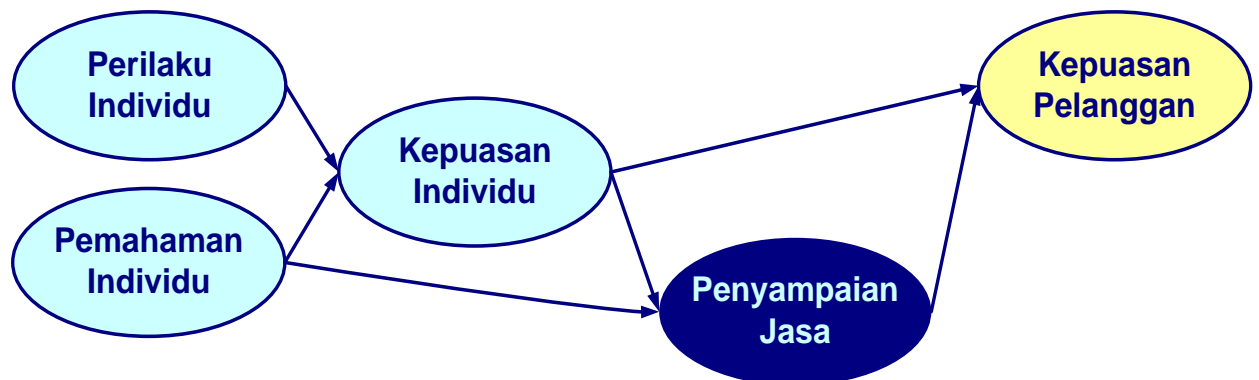 Perilaku
Individu
Kepuasan
Pelanggan
Kepuasan
Individu
Pemahaman
Individu
Penyampaian
Jasa